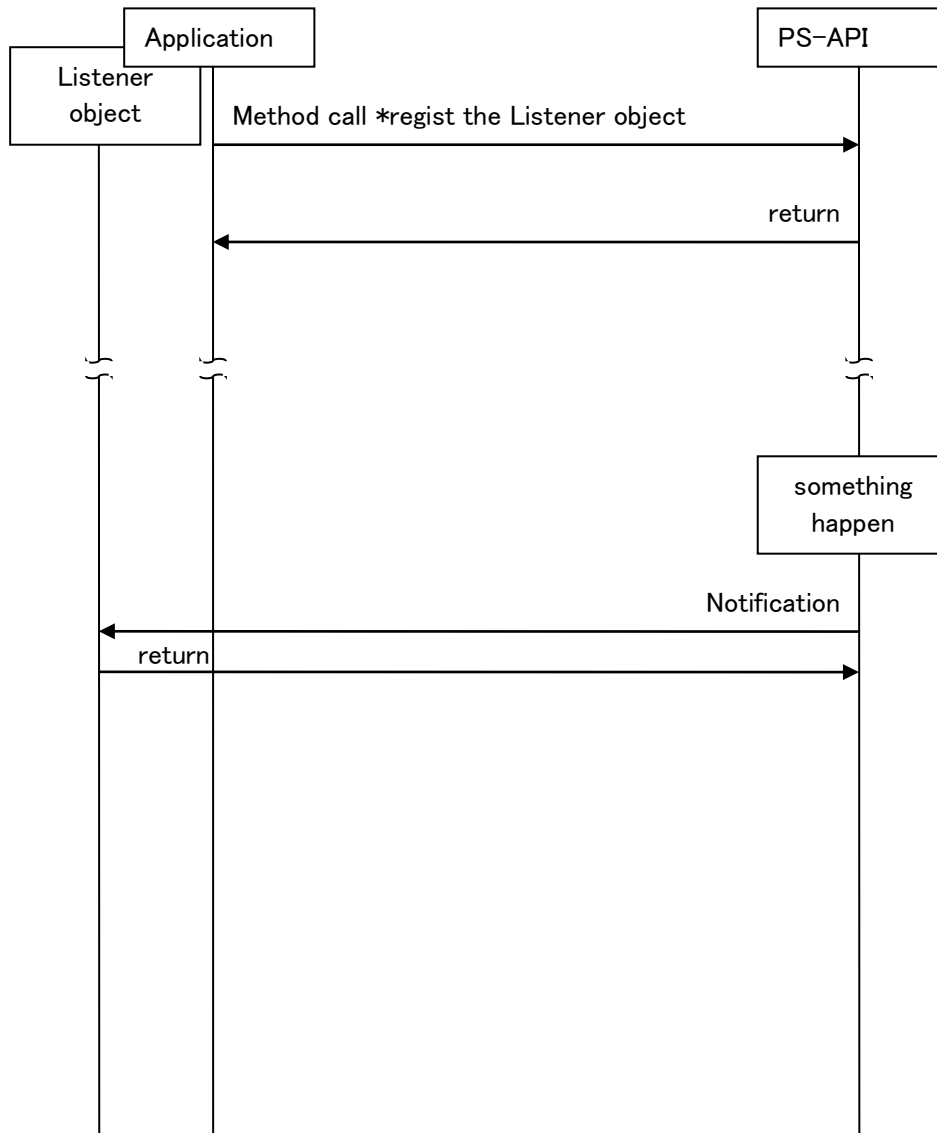 Application
PS-API
Listener
object
Method call *regist the Listener object
return
something
happen
Notification
return